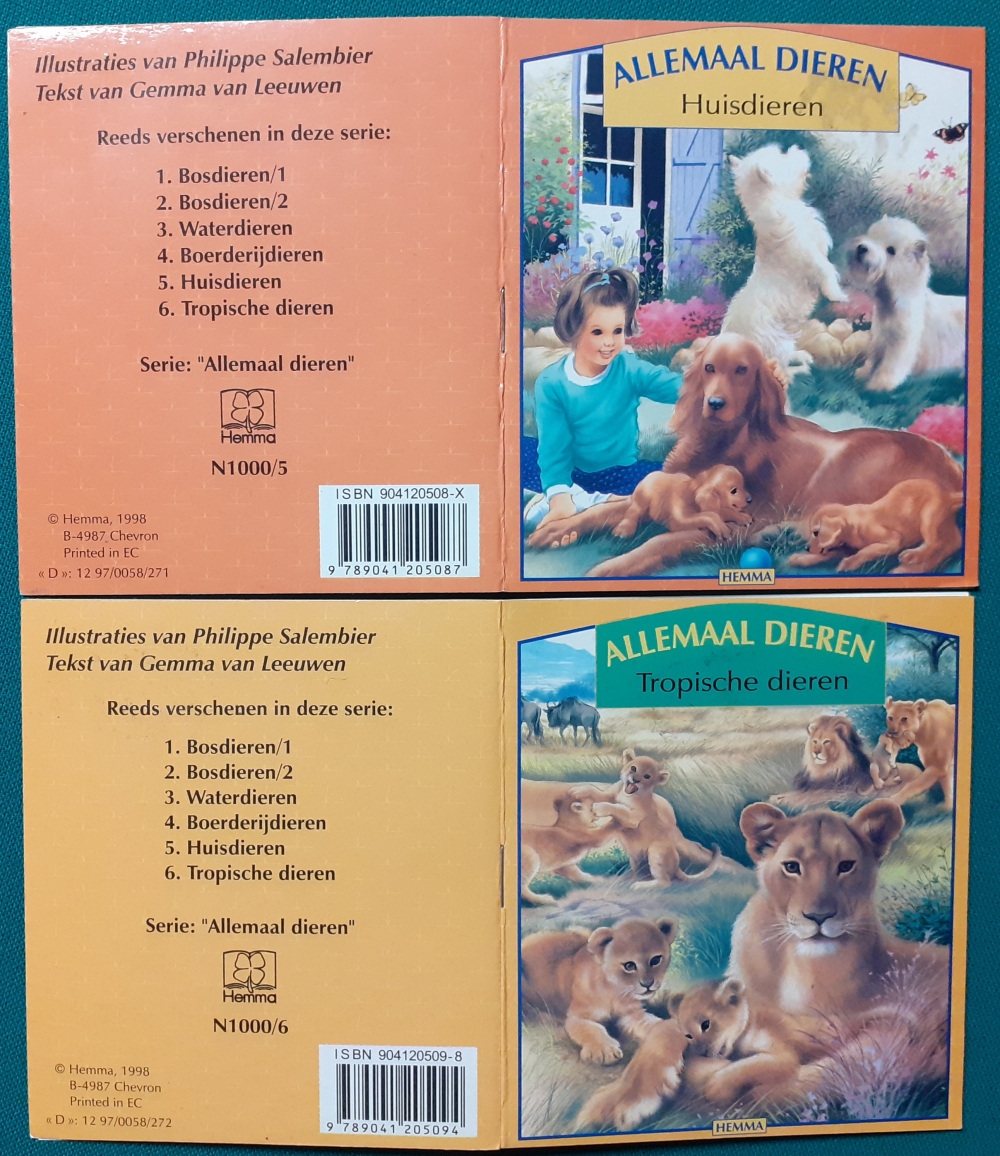 Illustraties van Philippe Salembier
Tekst van Gemma van Leeuwen
Reeds verschenen in deze serie:
1. Bosdieren/1
2. Bosdieren/2
3. Waterdieren
4. Boerderijdieren
5. Huisdieren
6. Tropische dieren
Serie: "Allemaal dieren"
Hemma
N1000/5
© Hemma, 1998
B-4987 Chevron
Printed in EC
« D »: 12 97/0058/271
ISBN 904120508-X
9 789041 205087
ALLEMAAL DIEREN
Huisdieren
HEMMA
Illustraties van Philippe Salembier
Tekst van Gemma van Leeuwen
Reeds verschenen in deze serie:
1. Bosdieren/1
2. Bosdieren/2
3. Waterdieren
4. Boerderijdieren
5. Huisdieren
6. Tropische dieren
Serie: "Allemaal dieren"
Hemma
N1000/6
© Hemma, 1998
B-4987 Chevron
Printed in EC
« D »: 12 97/0058/272
ISBN 904120509-8
9 789041 205094
ALLEMAAL DIEREN
Tropische dieren
HEMMA